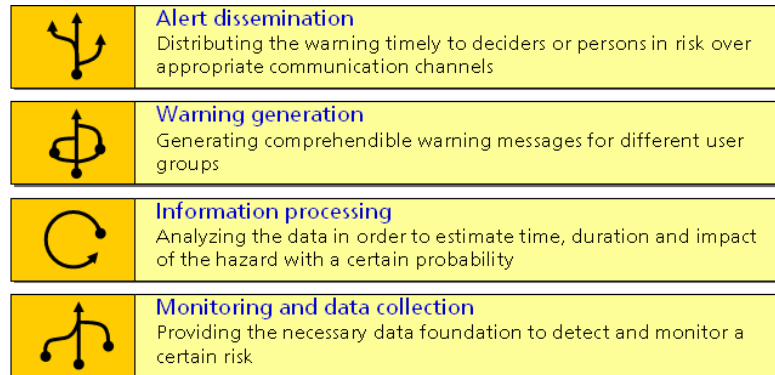 Alert dissemination
Distributing the warning timely to deciders or persons in risk over
appropriate communication channels
Warning generation
Generating comprehendible warning messages for different user
groups
Information processing
Analyzing the data in order to estimate time, duration and impact
of the hazard with a certain probability
Monitoring and data collection
Providing the necessary data foundation to detect and monitor a
certain risk